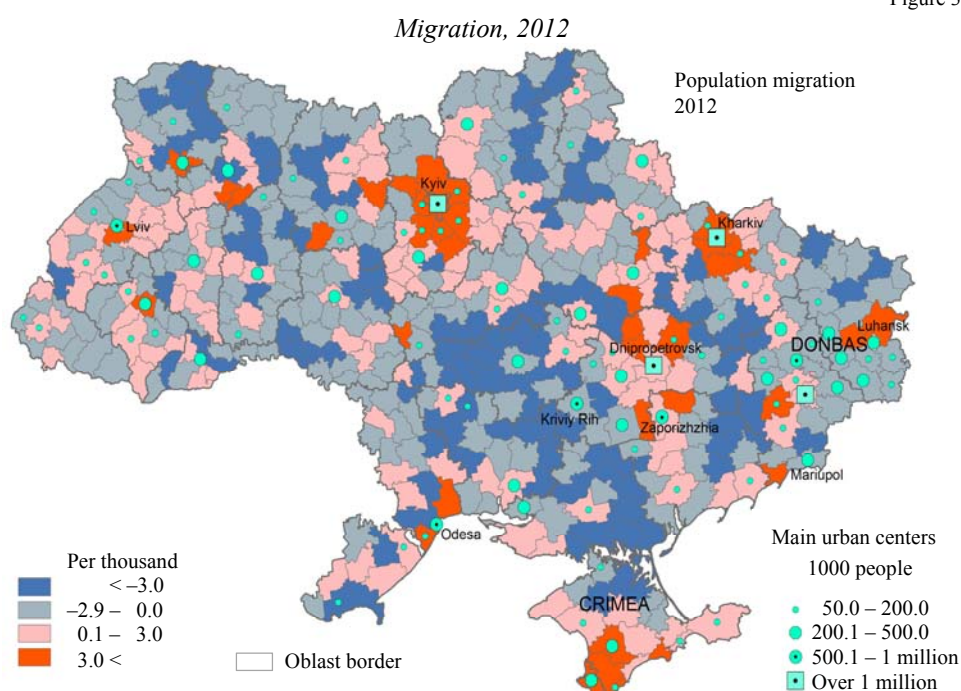 Figure 3
Migration, 2012
Population migration
2012
Kyiv
Kharkiv
Lviv
Luhansk
DONBAS
Dnipropetrovsk
Kriviy Rih
Zaporizhzhia
Mariupol
Odesa
CRIMEA
Per thousand
< –3.0
–2.9 – 0.0
0.1 – 3.0
3.0 <
Oblast border
Main urban centers
1000 people
50.0 – 200.0
200.1 – 500.0
500.1 – 1 million
Over 1 million